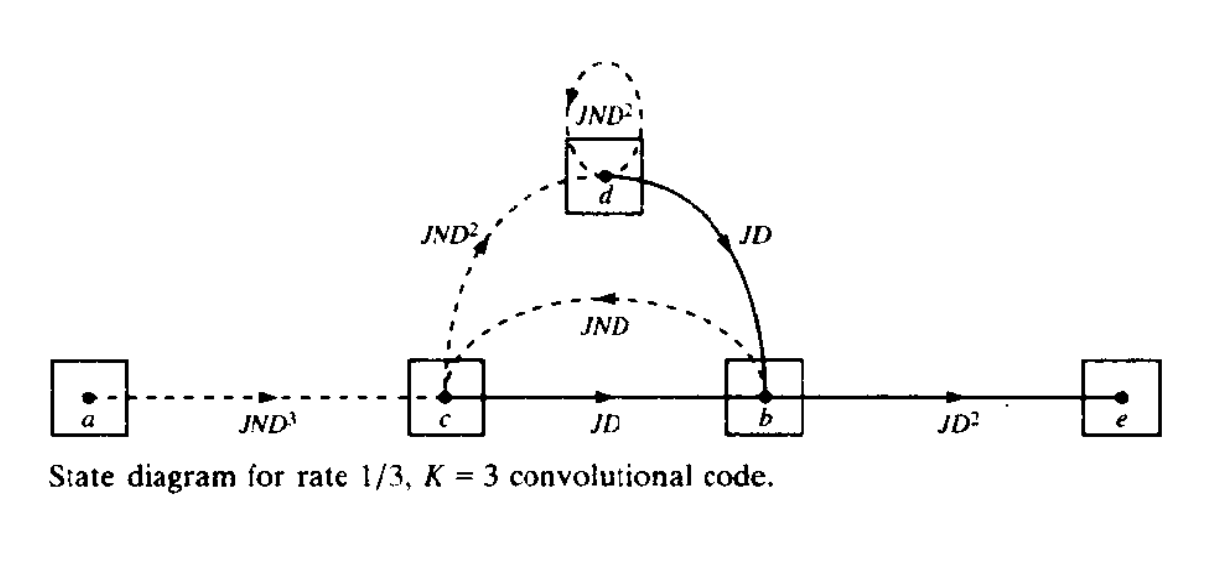 JND²
d
JND²
JD
JND
a
JND³
c
JD
b
JD²
e
State diagram for rate 1/3, K = 3 convolutional code.